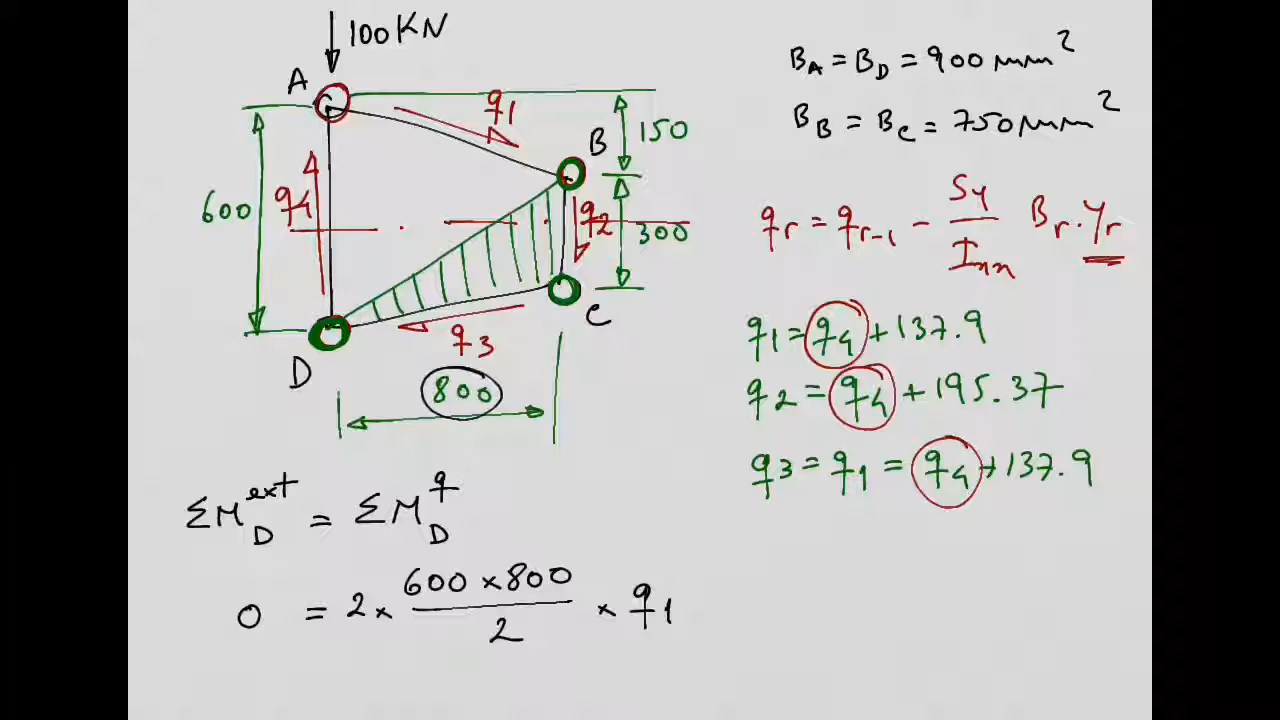 100KN
A
q1
B
150
600
q4
q2
300
q3
C
D
800
B_A = B_D = 900 mm²
B_B = B_C = 750 mm²
q_r = q_{r-1} - S_y / I_xx B_r . y_r
q1 = q4 + 137.9
q2 = q4 + 195.37
q3 = q1 = q4 + 137.9
ΣM_D^ext = ΣM_D^q
0 = 2 × 600 × 800 / 2 × q1